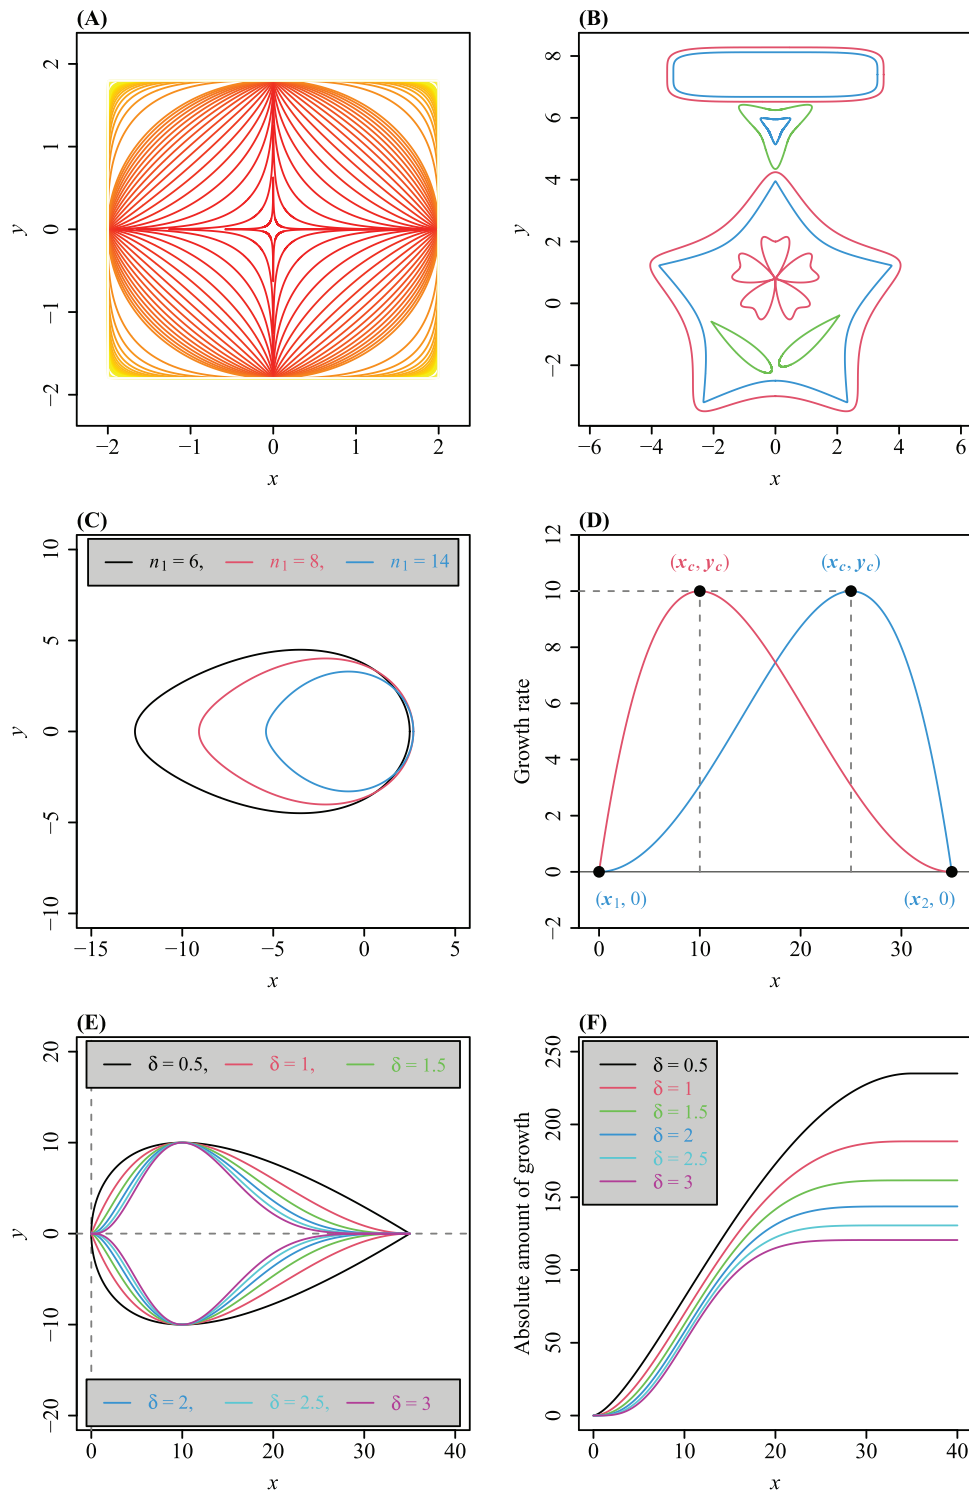 (A)
y
2
1
0
−1
−2
−2
−1
0
1
2
x
(B)
y
8
6
4
2
0
−2
−6
−4
−2
0
2
4
6
x
(C)
n1 = 6, n1 = 8, n1 = 14
y
10
5
0
−5
−10
−15
−10
−5
0
5
x
(D)
Growth rate
12
10
8
6
4
2
0
−2
(xc, yc)
(xc, yc)
(x1, 0)
(x2, 0)
0
10
20
30
x
(E)
δ = 0.5, δ = 1, δ = 1.5
y
20
10
0
−10
−20
δ = 2, δ = 2.5, δ = 3
0
10
20
30
40
x
(F)
Absolute amount of growth
250
200
150
100
50
0
δ = 0.5
δ = 1
δ = 1.5
δ = 2
δ = 2.5
δ = 3
0
10
20
30
40
x